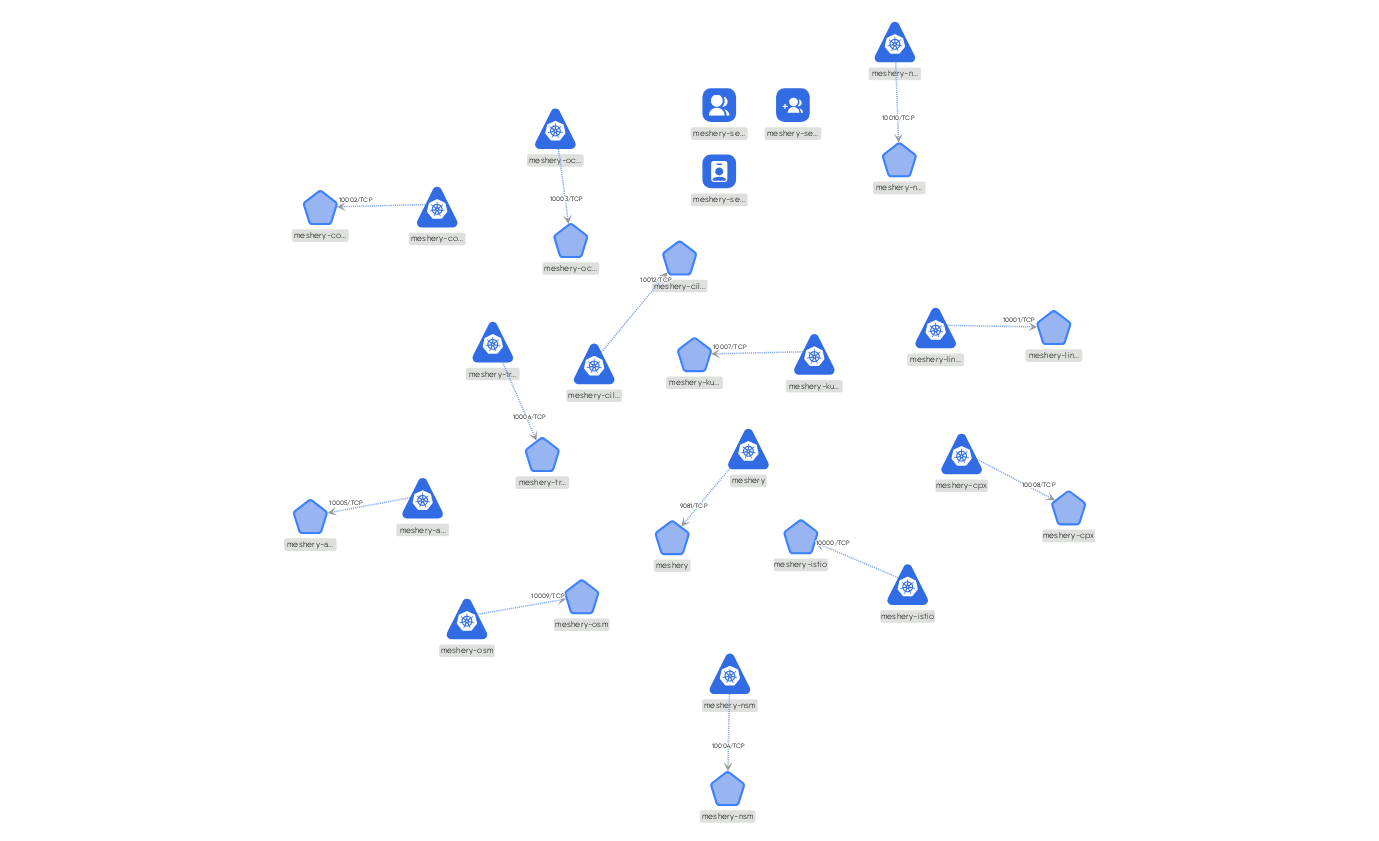 meshery-n...
10010/TCP
meshery-n...
meshery-se...
meshery-se...
meshery-se...
meshery-oc...
10003/TCP
meshery-oc...
10002/TCP
meshery-co...
meshery-co...
10012/TCP
meshery-cil...
meshery-cil...
meshery-tr...
10006/TCP
meshery-tr...
10007/TCP
meshery-ku...
meshery-ku...
10001/TCP
meshery-lin...
meshery-lin...
meshery
9081/TCP
meshery
meshery-cpx
10008/TCP
meshery-cpx
10005/TCP
meshery-a...
meshery-a...
10000/TCP
meshery-istio
meshery-istio
10009/TCP
meshery-osm
meshery-osm
meshery-nsm
10004/TCP
meshery-nsm